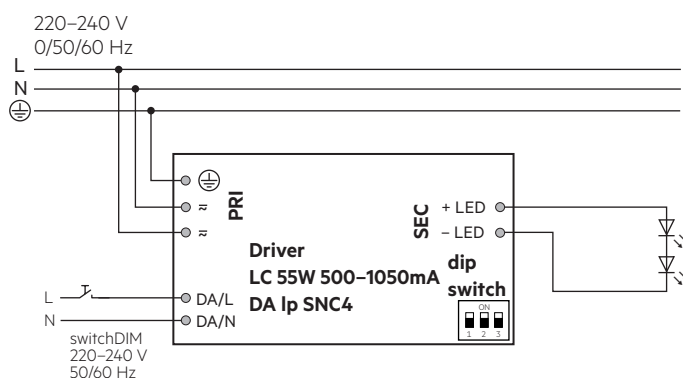 220–240 V
0/50/60 Hz
L
N
PRI
SEC
+ LED
– LED
Driver
LC 55W 500–1050mA
DA lp SNC4
dip
switch
ON
1 2 3
L
DA/L
N
DA/N
switchDIM
220–240 V
50/60 Hz